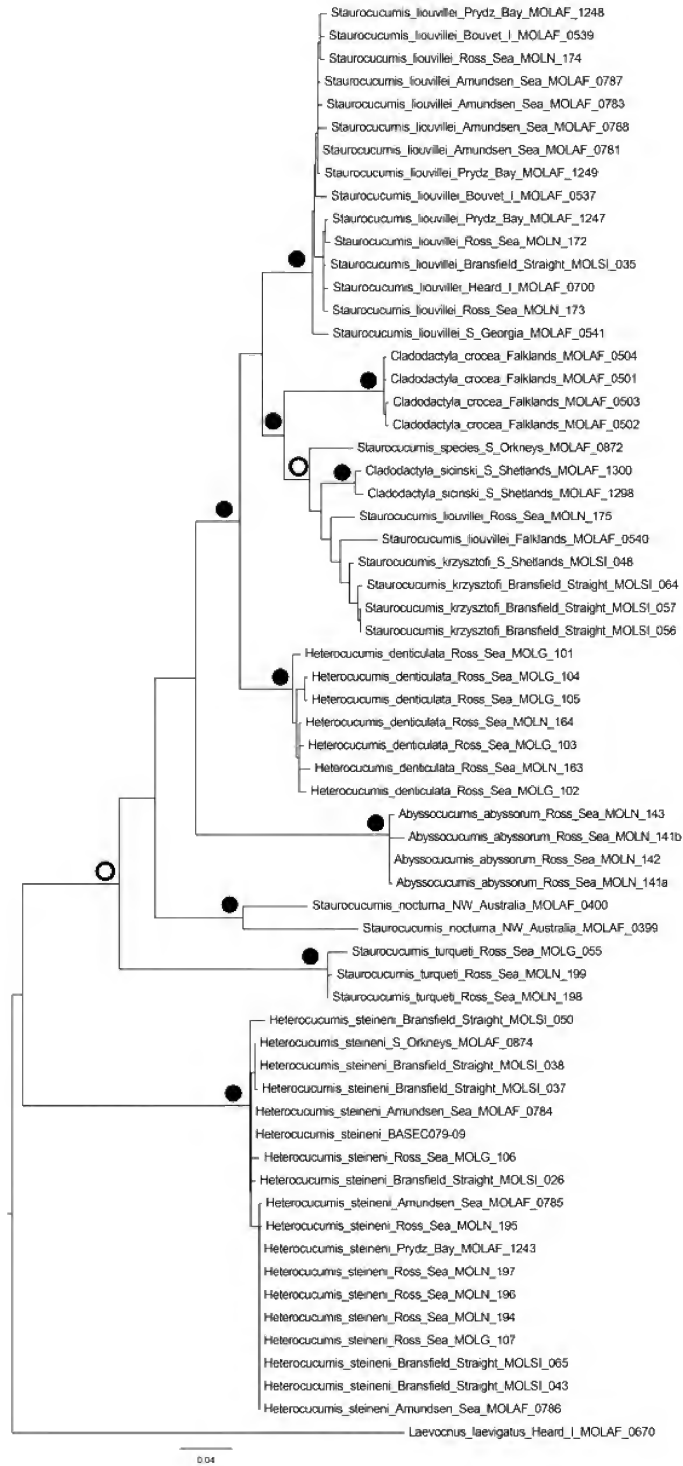 Staurocucumis_liouvillei_Prydz_Bay_MOLAF_1248
Staurocucumis_liouvillei_Bouvet_I_MOLAF_0539
Staurocucumis_liouvillei_Ross_Sea_MOLN_174
Staurocucumis_liouvillei_Amundsen_Sea_MOLAF_0787
Staurocucumis_liouvillei_Amundsen_Sea_MOLAF_0783
Staurocucumis_liouvillei_Amundsen_Sea_MOLAF_0788
Staurocucumis_liouvillei_Amundsen_Sea_MOLAF_0781
Staurocucumis_liouvillei_Prydz_Bay_MOLAF_1249
Staurocucumis_liouvillei_Bouvet_I_MOLAF_0537
Staurocucumis_liouvillei_Prydz_Bay_MOLAF_1247
Staurocucumis_liouvillei_Ross_Sea_MOLN_172
Staurocucumis_liouvillei_Bransfield_Straight_MOLSI_035
Staurocucumis_liouvillei_Heard_I_MOLAF_0700
Staurocucumis_liouvillei_Ross_Sea_MOLN_173
Staurocucumis_liouvillei_S_Georgia_MOLAF_0541
Cladodactyla_crocea_Falklands_MOLAF_0504
Cladodactyla_crocea_Falklands_MOLAF_0501
Cladodactyla_crocea_Falklands_MOLAF_0503
Cladodactyla_crocea_Falklands_MOLAF_0502
Staurocucumis_species_S_Orkneys_MOLAF_0872
Cladodactyla_sicinski_S_Shetlands_MOLAF_1300
Cladodactyla_sicinski_S_Shetlands_MOLAF_1298
Staurocucumis_liouvillei_Ross_Sea_MOLN_175
Staurocucumis_liouvillei_Falklands_MOLAF_0540
Staurocucumis_krzysztofi_S_Shetlands_MOLSI_048
Staurocucumis_krzysztofi_Bransfield_Straight_MOLSI_064
Staurocucumis_krzysztofi_Bransfield_Straight_MOLSI_057
Staurocucumis_krzysztofi_Bransfield_Straight_MOLSI_056
Heterocucumis_denticulata_Ross_Sea_MOLG_101
Heterocucumis_denticulata_Ross_Sea_MOLG_104
Heterocucumis_denticulata_Ross_Sea_MOLG_105
Heterocucumis_denticulata_Ross_Sea_MOLN_164
Heterocucumis_denticulata_Ross_Sea_MOLG_103
Heterocucumis_denticulata_Ross_Sea_MOLN_163
Heterocucumis_denticulata_Ross_Sea_MOLG_102
Abyssocucumis_abyssorum_Ross_Sea_MOLN_143
Abyssocucumis_abyssorum_Ross_Sea_MOLN_141b
Abyssocucumis_abyssorum_Ross_Sea_MOLN_142
Abyssocucumis_abyssorum_Ross_Sea_MOLN_141a
Staurocucumis_nocturna_NW_Australia_MOLAF_0400
Staurocucumis_nocturna_NW_Australia_MOLAF_0399
Staurocucumis_turqueti_Ross_Sea_MOLG_055
Staurocucumis_turqueti_Ross_Sea_MOLN_199
Staurocucumis_turqueti_Ross_Sea_MOLN_198
Heterocucumis_steineni_Bransfield_Straight_MOLSI_050
Heterocucumis_steineni_S_Orkneys_MOLAF_0874
Heterocucumis_steineni_Bransfield_Straight_MOLSI_038
Heterocucumis_steineni_Bransfield_Straight_MOLSI_037
Heterocucumis_steineni_Amundsen_Sea_MOLAF_0784
Heterocucumis_steineni_BASEC079-09
Heterocucumis_steineni_Ross_Sea_MOLG_106
Heterocucumis_steineni_Bransfield_Straight_MOLSI_026
Heterocucumis_steineni_Amundsen_Sea_MOLAF_0785
Heterocucumis_steineni_Ross_Sea_MOLN_195
Heterocucumis_steineni_Prydz_Bay_MOLAF_1243
Heterocucumis_steineni_Ross_Sea_MOLN_197
Heterocucumis_steineni_Ross_Sea_MOLN_196
Heterocucumis_steineni_Ross_Sea_MOLN_194
Heterocucumis_steineni_Ross_Sea_MOLG_107
Heterocucumis_steineni_Bransfield_Straight_MOLSI_065
Heterocucumis_steineni_Bransfield_Straight_MOLSI_043
Heterocucumis_steineni_Amundsen_Sea_MOLAF_0786
Laevocnus_laevigatus_Heard_I_MOLAF_0670
0.04